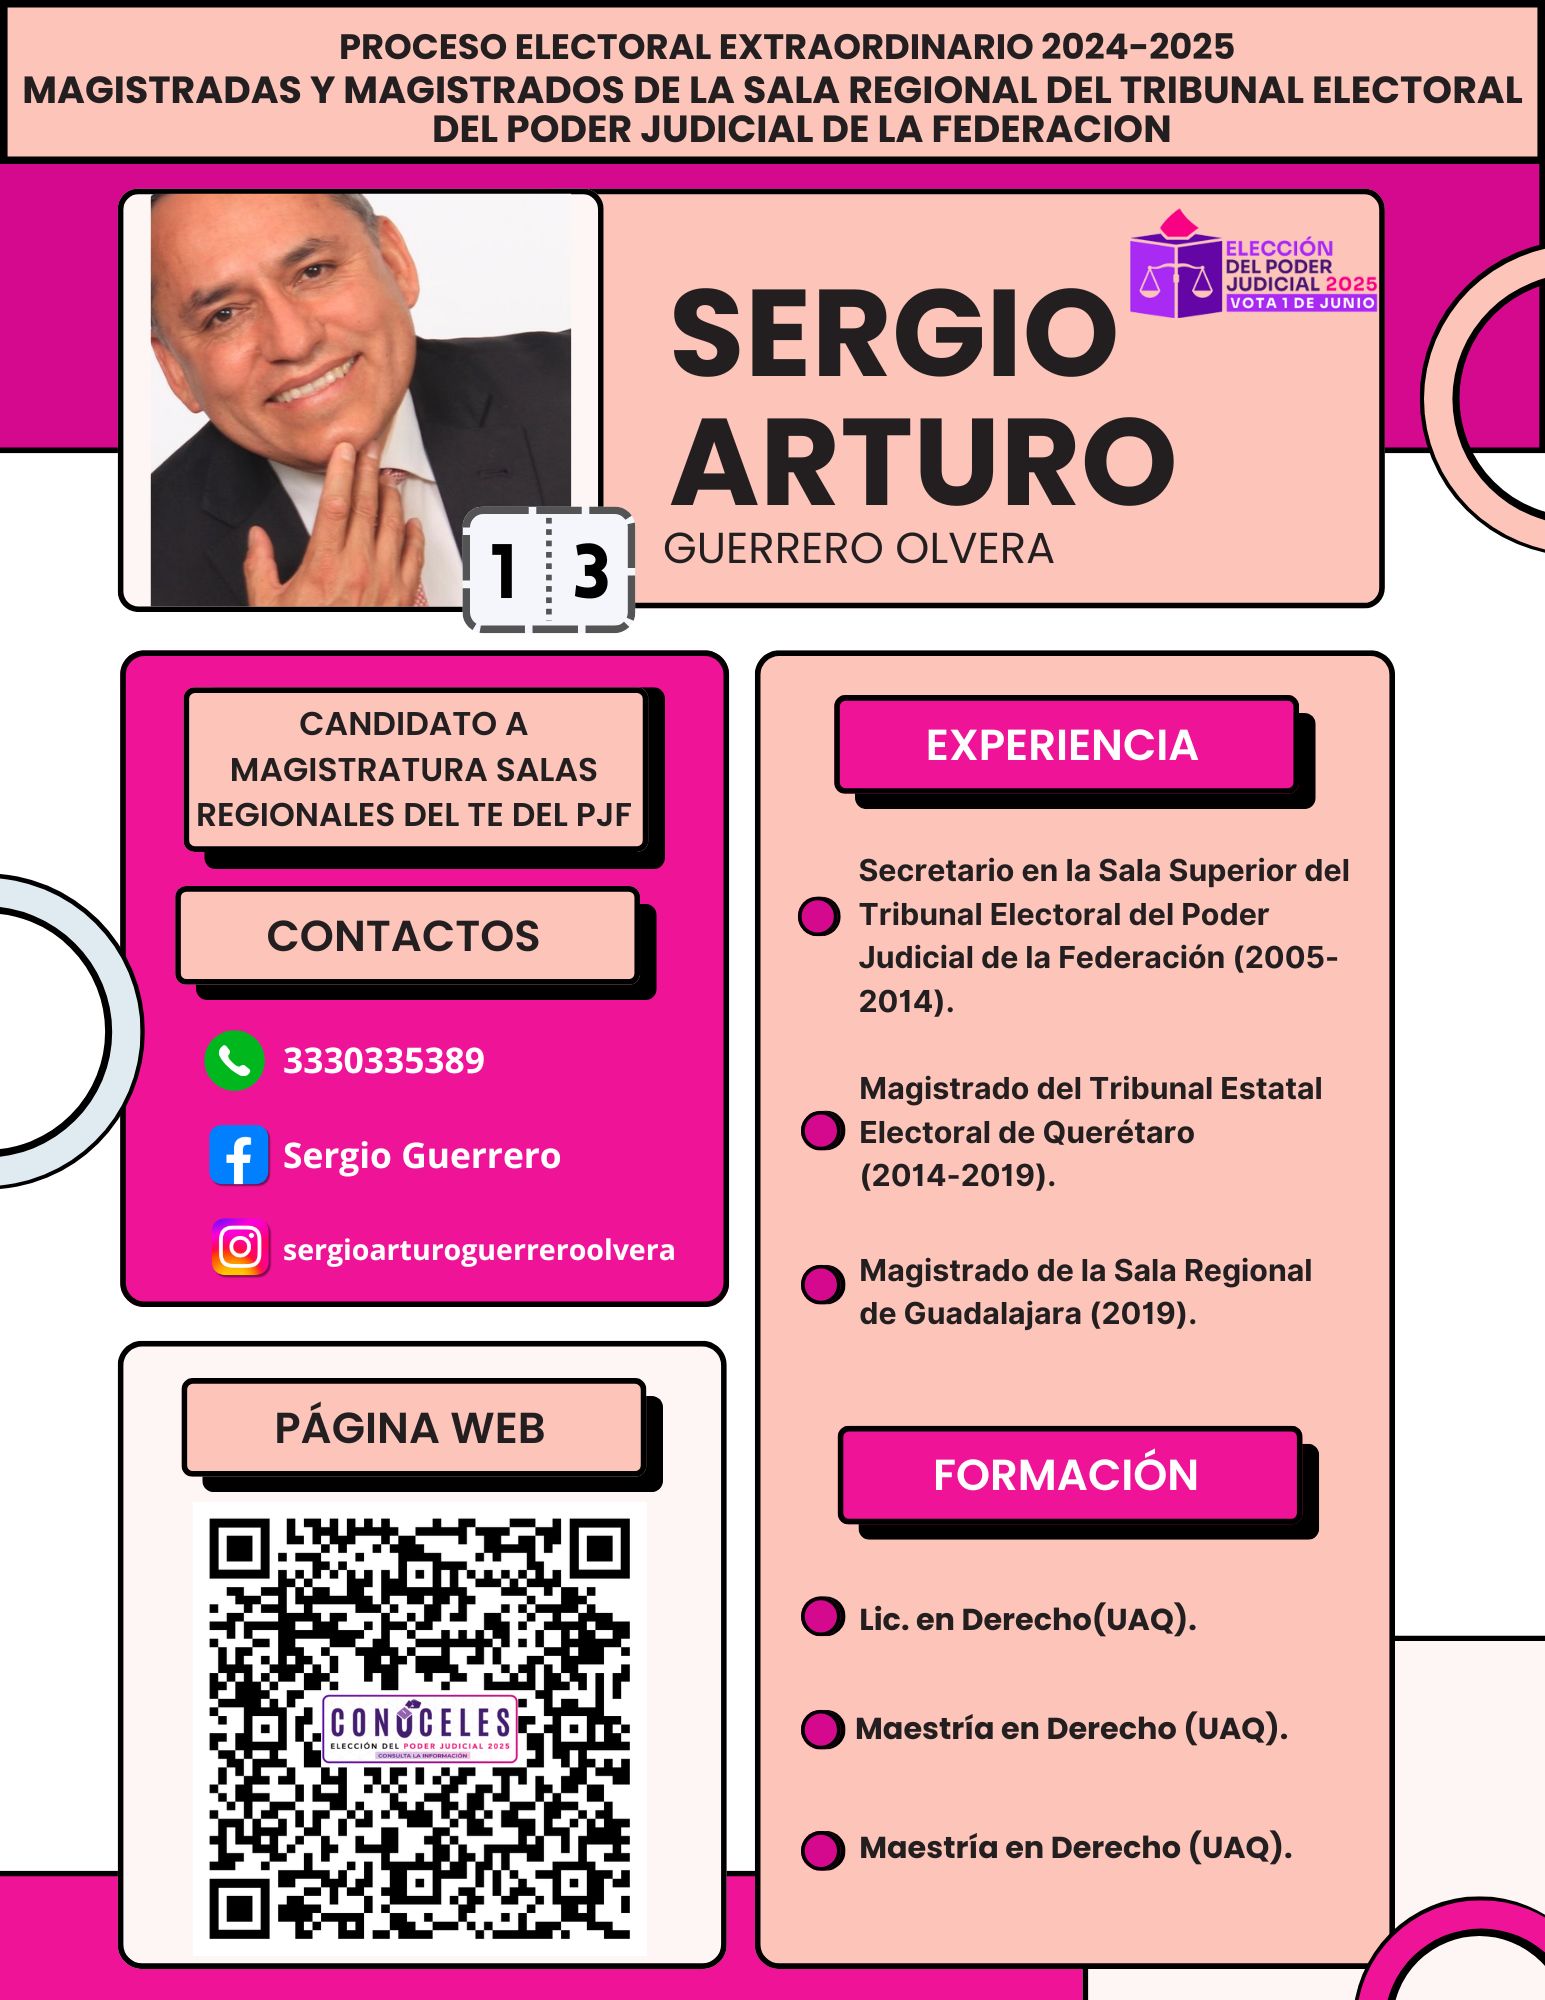 PROCESO ELECTORAL EXTRAORDINARIO 2024-2025
MAGISTRADAS Y MAGISTRADOS DE LA SALA REGIONAL DEL TRIBUNAL ELECTORAL
DEL PODER JUDICIAL DE LA FEDERACION
ELECCIÓN
DEL PODER
JUDICIAL 2025
VOTA 1 DE JUNIO
SERGIO
ARTURO
GUERRERO OLVERA
1 3
CANDIDATO A
MAGISTRATURA SALAS
REGIONALES DEL TE DEL PJF
CONTACTOS
3330335389
Sergio Guerrero
sergioarturoguerreroolvera
PÁGINA WEB
CONÓCELES
ELECCIÓN DEL PODER JUDICIAL 2025
CONSULTA LA INFORMACIÓN
EXPERIENCIA
Secretario en la Sala Superior del
Tribunal Electoral del Poder
Judicial de la Federación (2005-
2014).
Magistrado del Tribunal Estatal
Electoral de Querétaro
(2014-2019).
Magistrado de la Sala Regional
de Guadalajara (2019).
FORMACIÓN
Lic. en Derecho(UAQ).
Maestría en Derecho (UAQ).
Maestría en Derecho (UAQ).